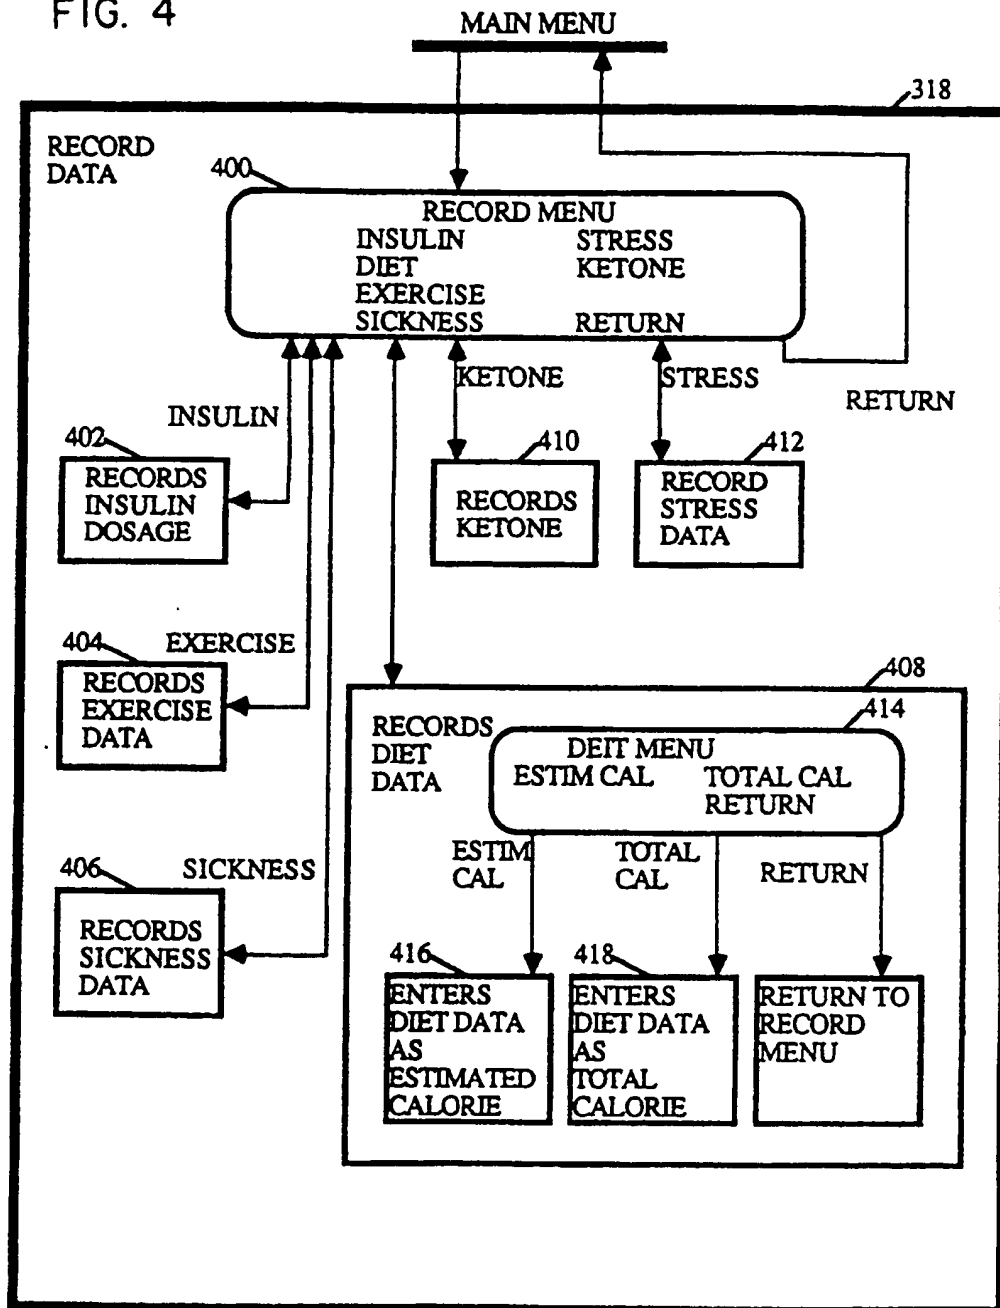 FIG. 4
MAIN MENU
318
RECORD
DATA
400
RECORD MENU
INSULIN STRESS
DIET KETONE
EXERCISE
SICKNESS RETURN
KETONE
STRESS
RETURN
INSULIN
402
RECORDS
INSULIN
DOSAGE
410
RECORDS
KETONE
412
RECORD
STRESS
DATA
404
EXERCISE
RECORDS
EXERCISE
DATA
406
SICKNESS
RECORDS
SICKNESS
DATA
408
RECORDS
DIET
DATA
414
DEIT MENU
ESTIM CAL TOTAL CAL
RETURN
ESTIM
CAL
TOTAL
CAL
RETURN
416
ENTERS
DIET DATA
AS
ESTIMATED
CALORIE
418
ENTERS
DIET DATA
AS
TOTAL
CALORIE
RETURN TO
RECORD
MENU